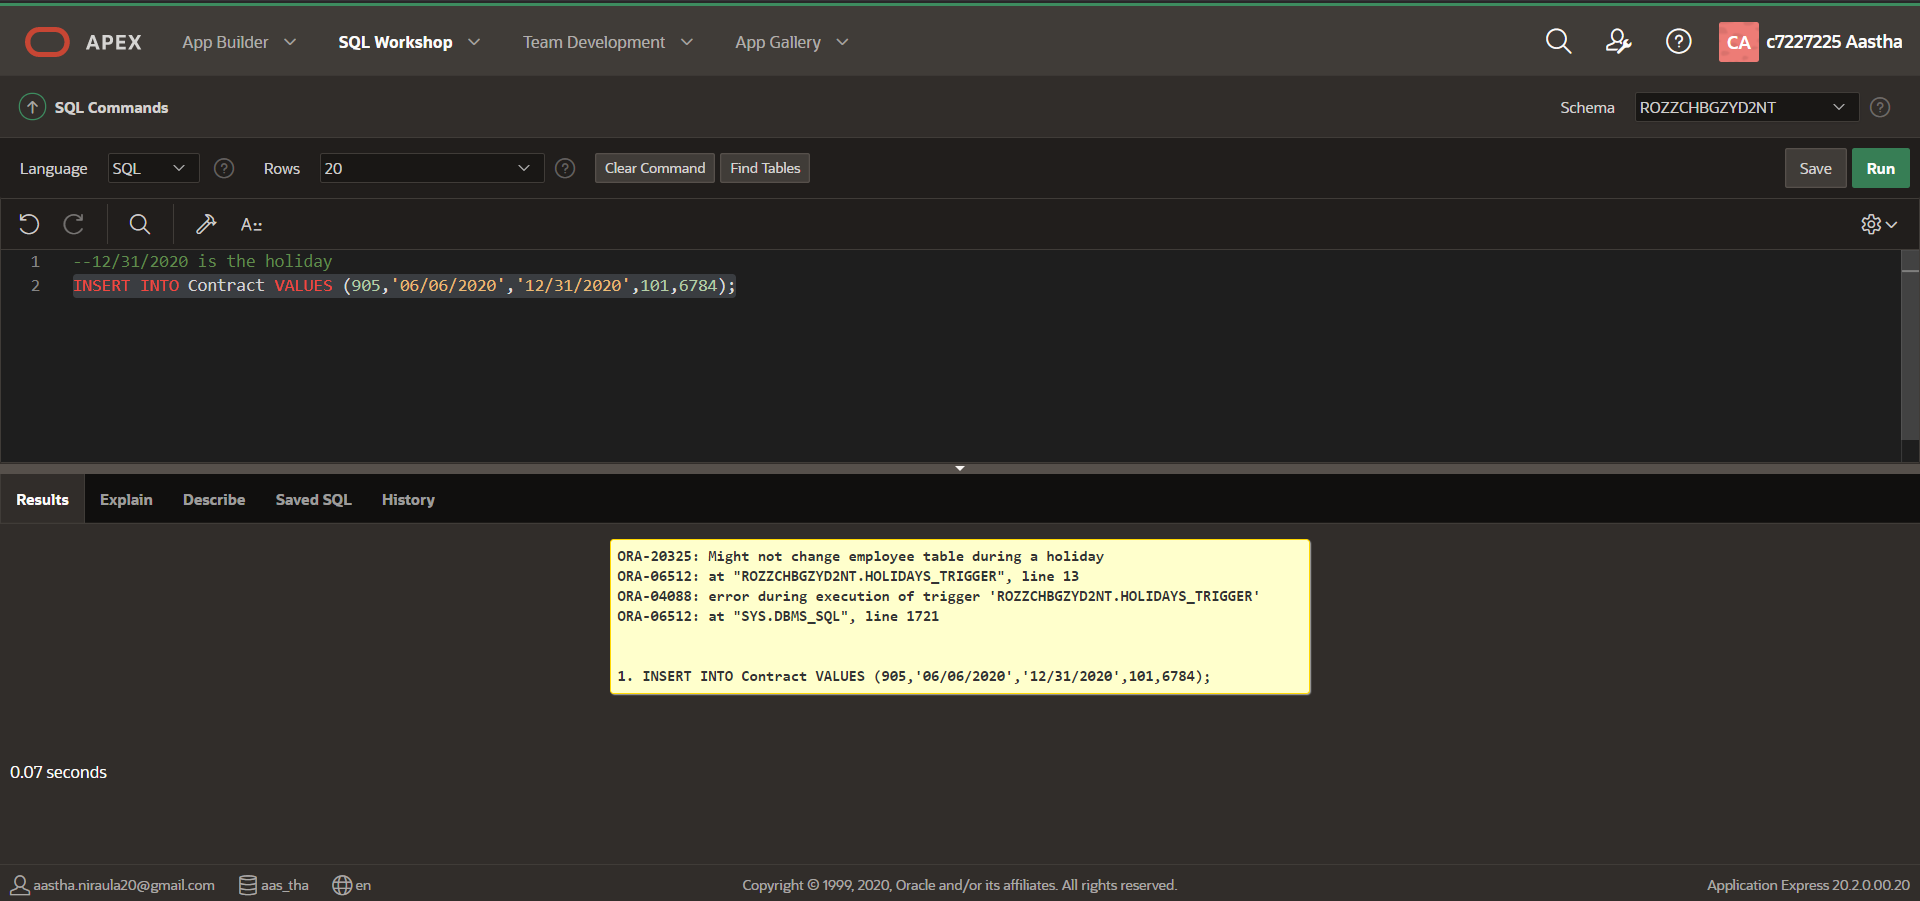 APEX App Builder SQL Workshop Team Development App Gallery CA c7227225 Aastha
SQL Commands Schema ROZZCHBGZYD2NT
Language SQL Rows 20 Clear Command Find Tables Save Run
A::
1 --12/31/2020 is the holiday
2 INSERT INTO Contract VALUES (905,'06/06/2020','12/31/2020',101,6784);
Results Explain Describe Saved SQL History
ORA-20325: Might not change employee table during a holiday
ORA-06512: at "ROZZCHBGZYD2NT.HOLIDAYS_TRIGGER", line 13
ORA-04088: error during execution of trigger 'ROZZCHBGZYD2NT.HOLIDAYS_TRIGGER'
ORA-06512: at "SYS.DBMS_SQL", line 1721
1. INSERT INTO Contract VALUES (905,'06/06/2020','12/31/2020',101,6784);
0.07 seconds
aastha.niraula20@gmail.com aas_tha en Copyright © 1999, 2020, Oracle and/or its affiliates. All rights reserved. Application Express 20.2.0.00.20